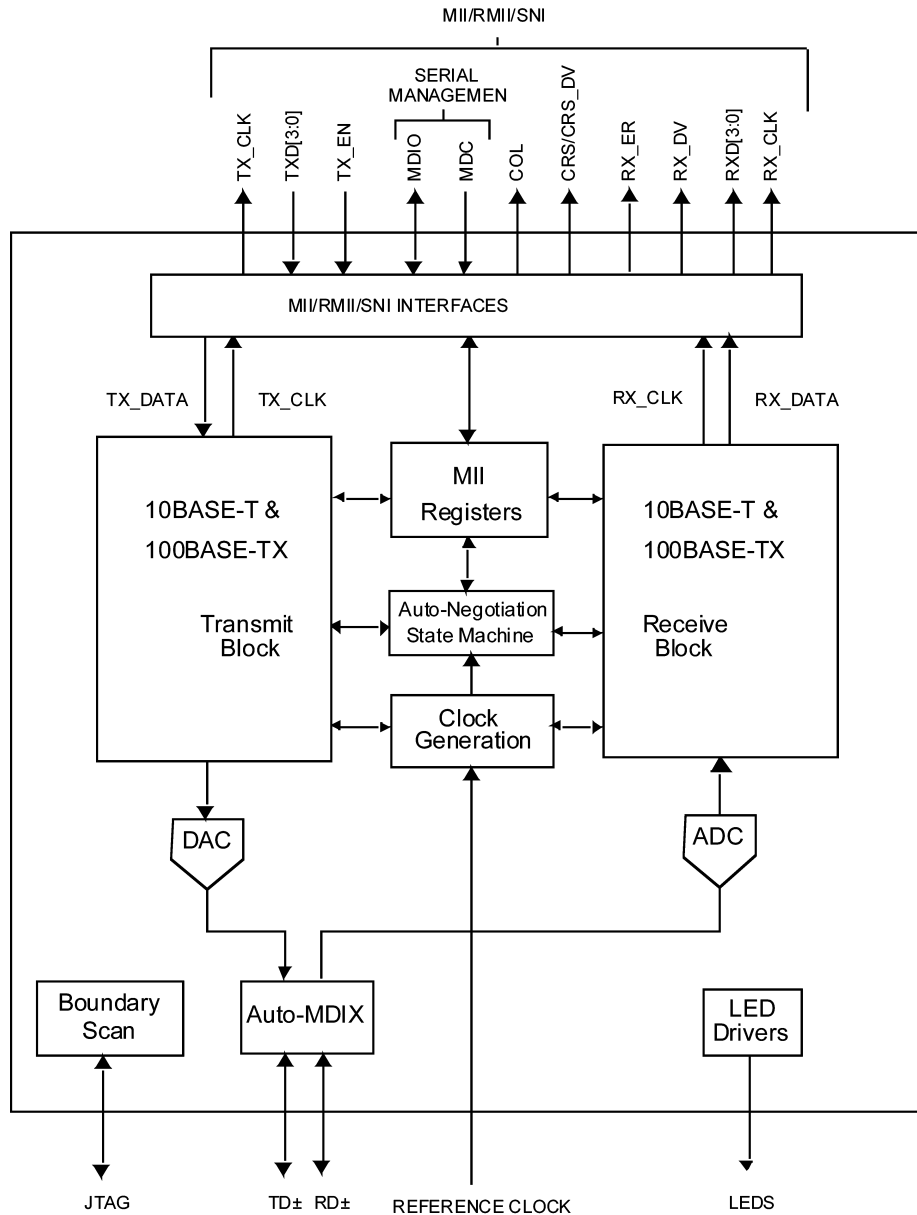 MII/RMII/SNI
SERIAL
MANAGEMEN
TX_CLK
TXD[3:0]
TX_EN
MDIO
MDC
COL
CRS/CRS_DV
RX_ER
RX_DV
RXD[3:0]
RX_CLK
MII/RMII/SNI INTERFACES
TX_DATA
TX_CLK
RX_CLK
RX_DATA
10BASE-T &
100BASE-TX
Transmit
Block
MII
Registers
Auto-Negotiation
State Machine
Clock
Generation
10BASE-T &
100BASE-TX
Receive
Block
DAC
ADC
Boundary
Scan
Auto-MDIX
LED
Drivers
JTAG
TD±
RD±
REFERENCE CLOCK
LEDS